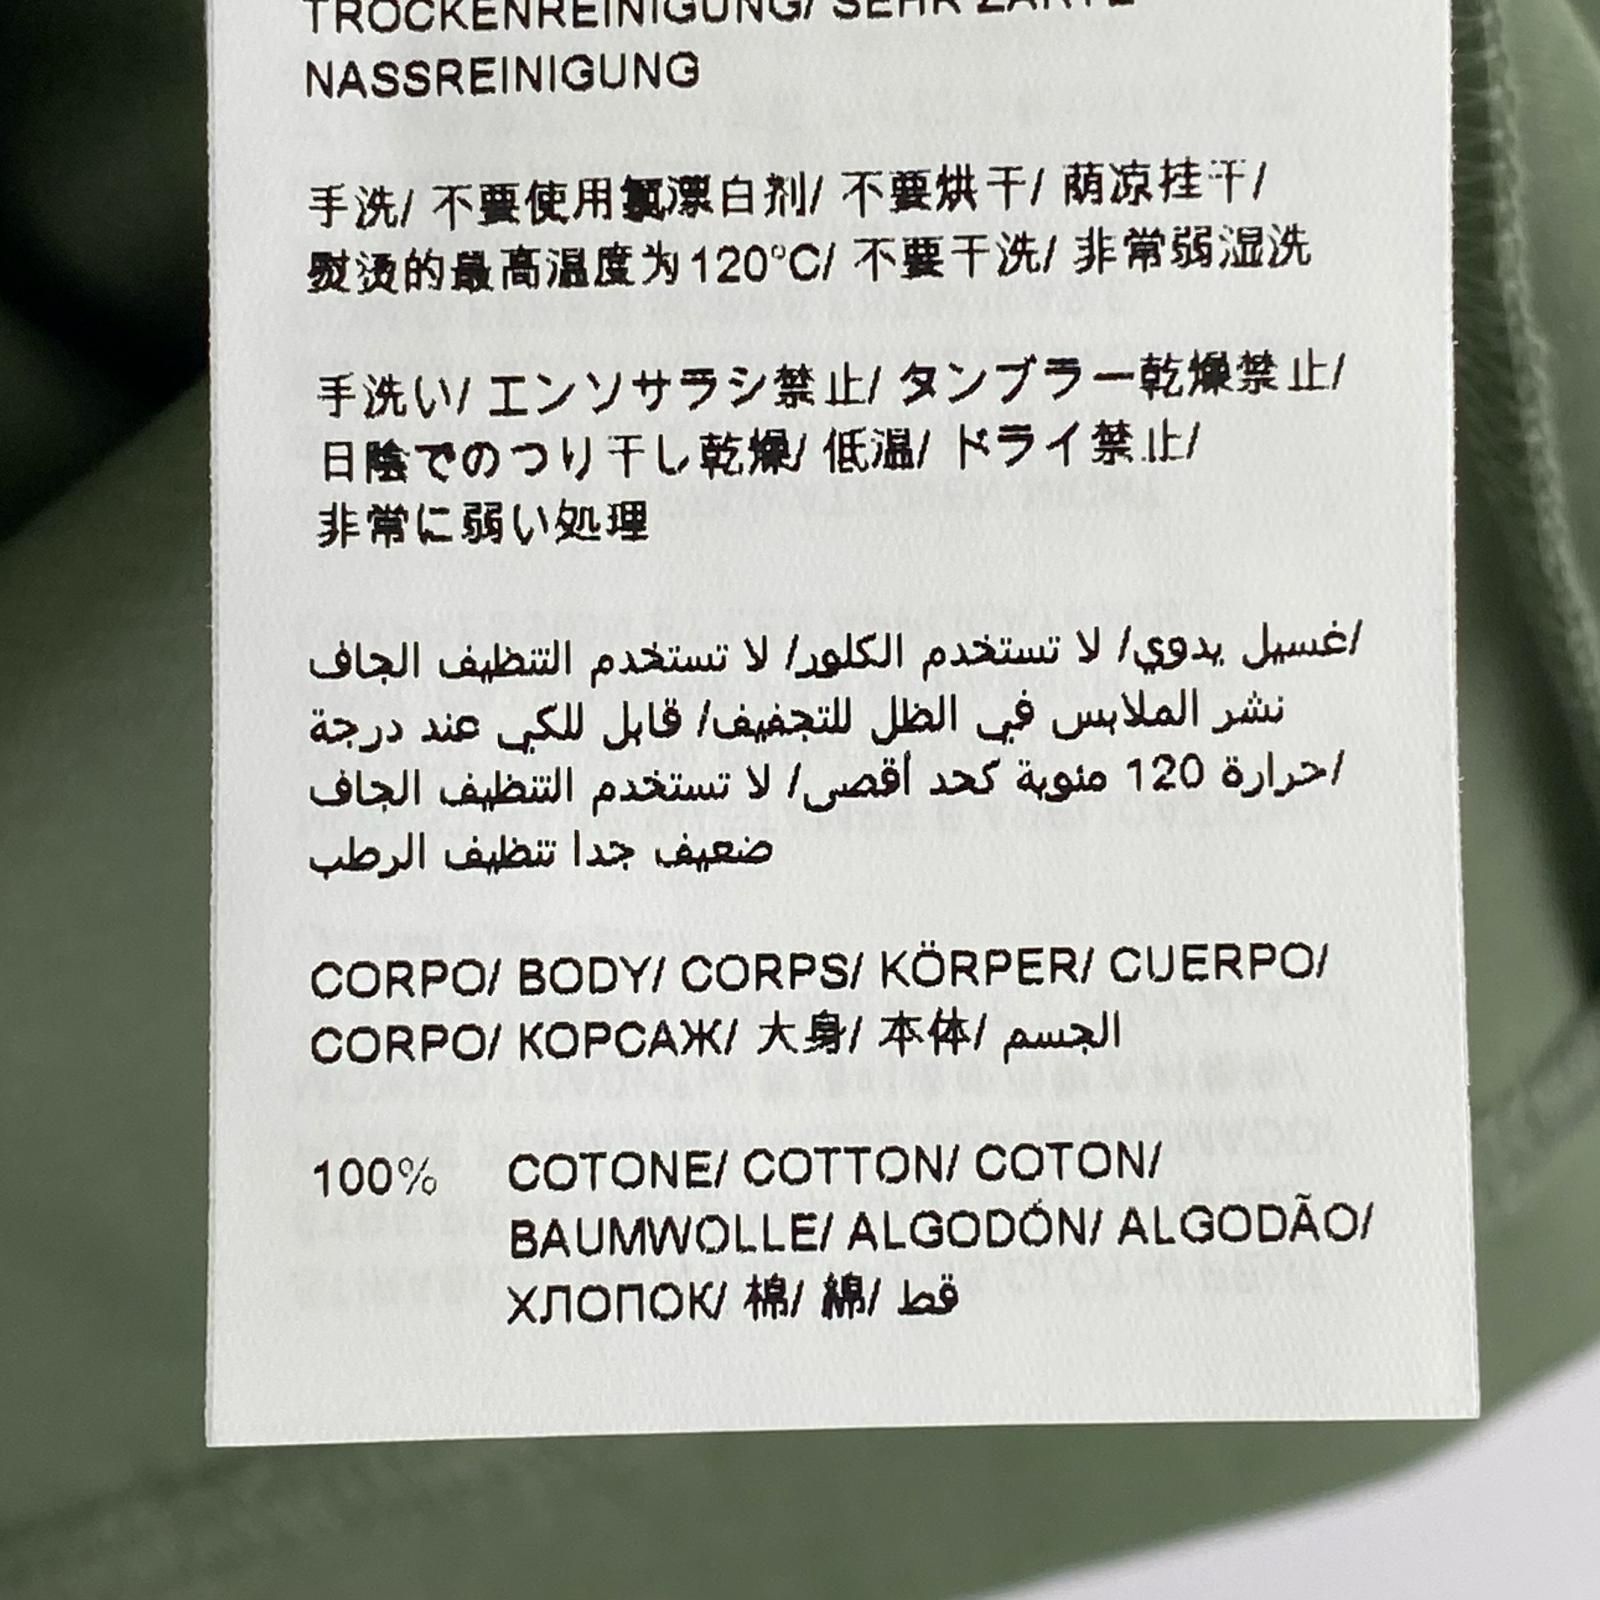 TROCKENREINIGUNG/ SEHR ZARTE
NASSREINIGUNG
手洗/ 不要使用氯漂白剂/ 不要烘干/ 荫凉挂干/
熨烫的最高温度为120°C/ 不要干洗/ 非常弱湿洗
手洗い/ エンソサラシ禁止/ タンブラー乾燥禁止/
日陰でのつり干し乾燥/ 低温/ ドライ禁止/
非常に弱い処理
/غسيل يدوي/ لا تستخدم الكلور/ لا تستخدم التنظيف الجاف
نشر الملابس في الظل للتجفيف/ قابل للكي عند درجة
/حرارة 120 مئوية كحد أقصى/ لا تستخدم التنظيف الجاف
ضعيف جدا تنظيف الرطب
CORPO/ BODY/ CORPS/ KÖRPER/ CUERPO/
CORPO/ КОРСАЖ/ 大身/ 本体/ الجسم
100% COTONE/ COTTON/ COTON/
BAUMWOLLE/ ALGODÓN/ ALGODÃO/
ХЛОПОК/ 棉/ 綿/ قط